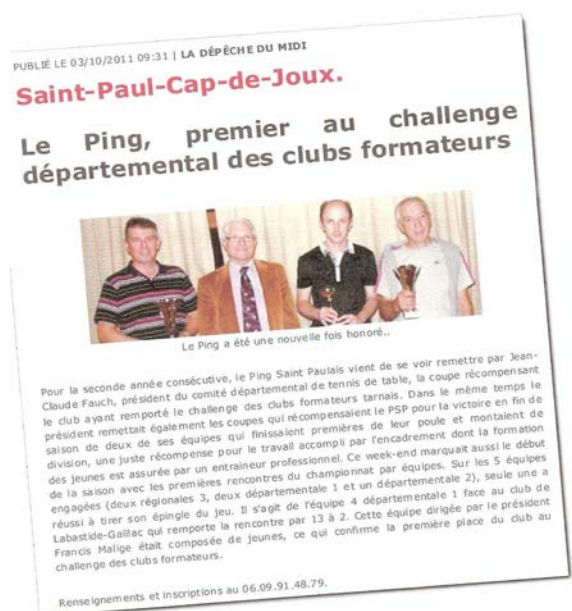 PUBLIÉ LE 03/10/2011 09:31 | LA DÉPÊCHE DU MIDI
Saint-Paul-Cap-de-Joux.
Le Ping, premier au challenge
départemental des clubs formateurs
Le Ping a été une nouvelle fois honoré..
Pour la seconde année consécutive, le Ping Saint Paulais vient de se voir remettre par Jean-
Claude Fauch, président du comité départemental de tennis de table, la coupe récompensant
le club ayant remporté le challenge des clubs formateurs tarnais. Dans le même temps le
président remettait également les coupes qui récompensaient le PSP pour la victoire en fin de
saison de deux de ses équipes qui finissaient premières de leur poule et montaient de
division, une juste récompense pour le travail accompli par l'encadrement dont la formation
des jeunes est assurée par un entraineur professionnel. Ce week-end marquait aussi le début
de la saison avec les premières rencontres du championnat par équipes. Sur les 5 équipes
engagées (deux régionales 3, deux départementale 1 et un départementale 2), seule une a
réussi à tirer son épingle du jeu. Il s'agit de l'équipe 4 départementale 1 face au club de
Labastide-Gaillac qui remporte la rencontre par 13 à 2. Cette équipe dirigée par le président
Francis Malige était composée de jeunes, ce qui confirme la première place du club au
challenge des clubs formateurs.
Renseignements et inscriptions au 06.09.91.48.79.